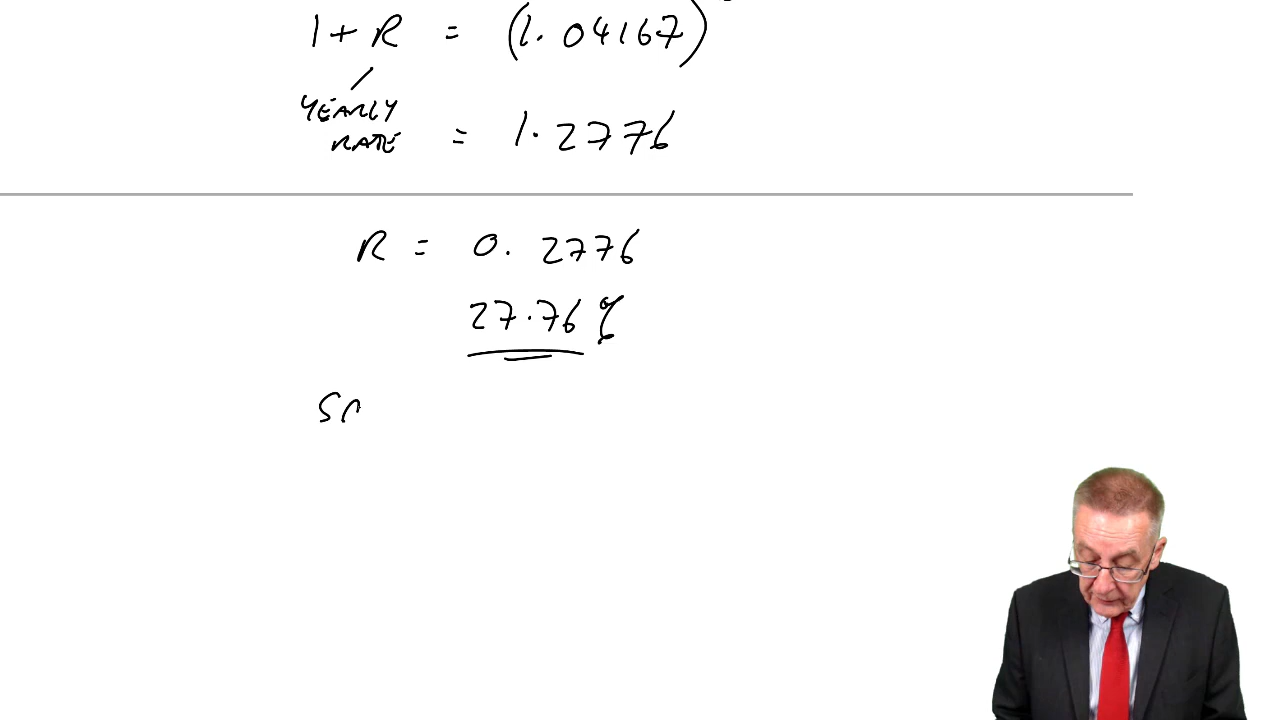 1 + R = (1.04167)
YEARLY
RATE = 1.2776
R = 0.2776
27.76 %